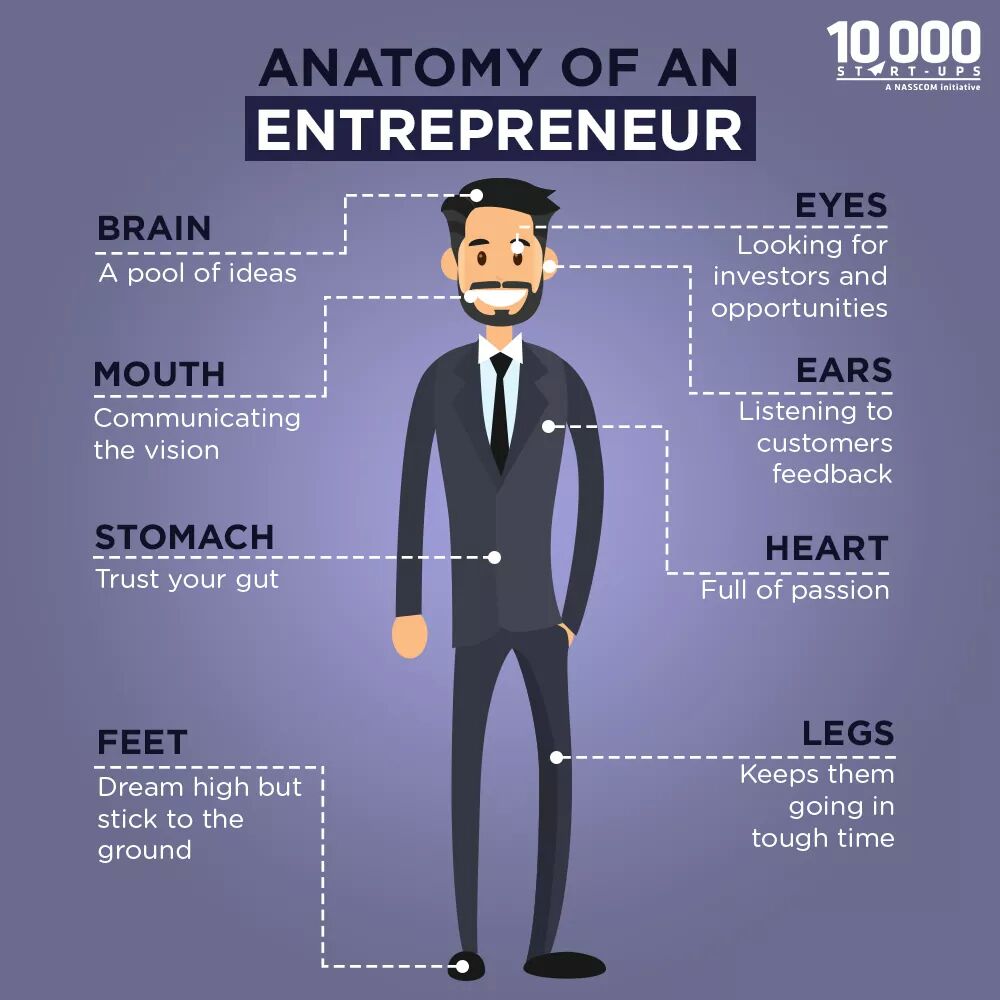 10 000
START-UPS
A NASSCOM initiative
ANATOMY OF AN
ENTREPRENEUR
BRAIN
A pool of ideas
MOUTH
Communicating
the vision
STOMACH
Trust your gut
FEET
Dream high but
stick to the
ground
EYES
Looking for
investors and
opportunities
EARS
Listening to
customers
feedback
HEART
Full of passion
LEGS
Keeps them
going in
tough time